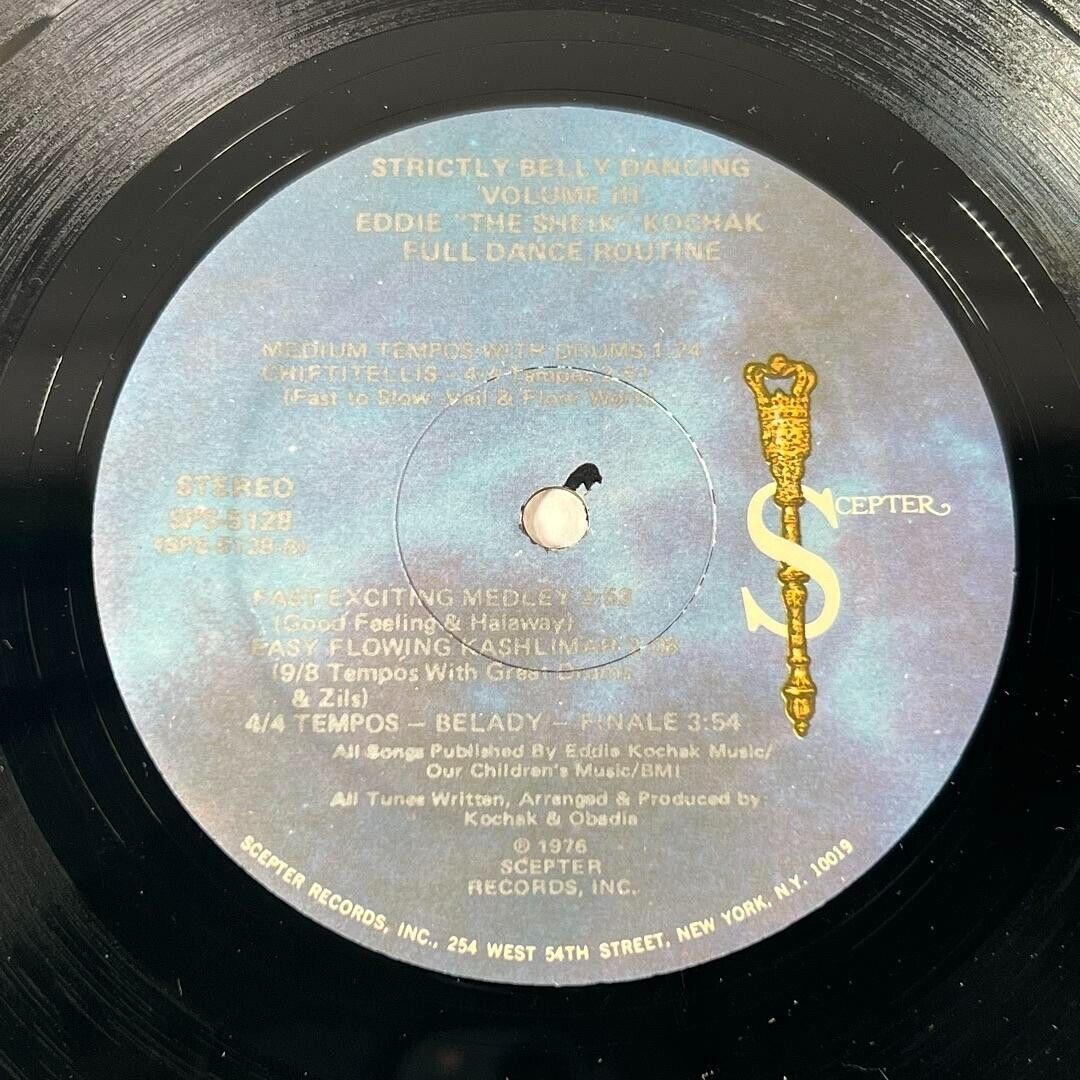 STRICTLY BELLY DANCING
VOLUME III
EDDIE "THE SHEIK" KOCHAK
FULL DANCE ROUTINE
MEDIUM TEMPOS WITH DRUMS
CHIFTITELLIS - 4/4 Tempos
(Fast to Slow Veil & Floor Work)
STEREO
SPS-5128
SCEPTER
FAST EXCITING MEDLEY
(Good Feeling & Halaway)
EASY FLOWING KASHLIMAR
(9/8 Tempos With Great Drums
& Zils)
4/4 TEMPOS - BELADY - FINALE 3:54
All Songs Published By Eddie Kochak Music/
Our Children's Music/BMI
All Tunes Written, Arranged & Produced by:
Kochak & Obadia
℗ 1976
SCEPTER
RECORDS, INC.
SCEPTER RECORDS, INC., 254 WEST 54TH STREET, NEW YORK, N.Y. 10019